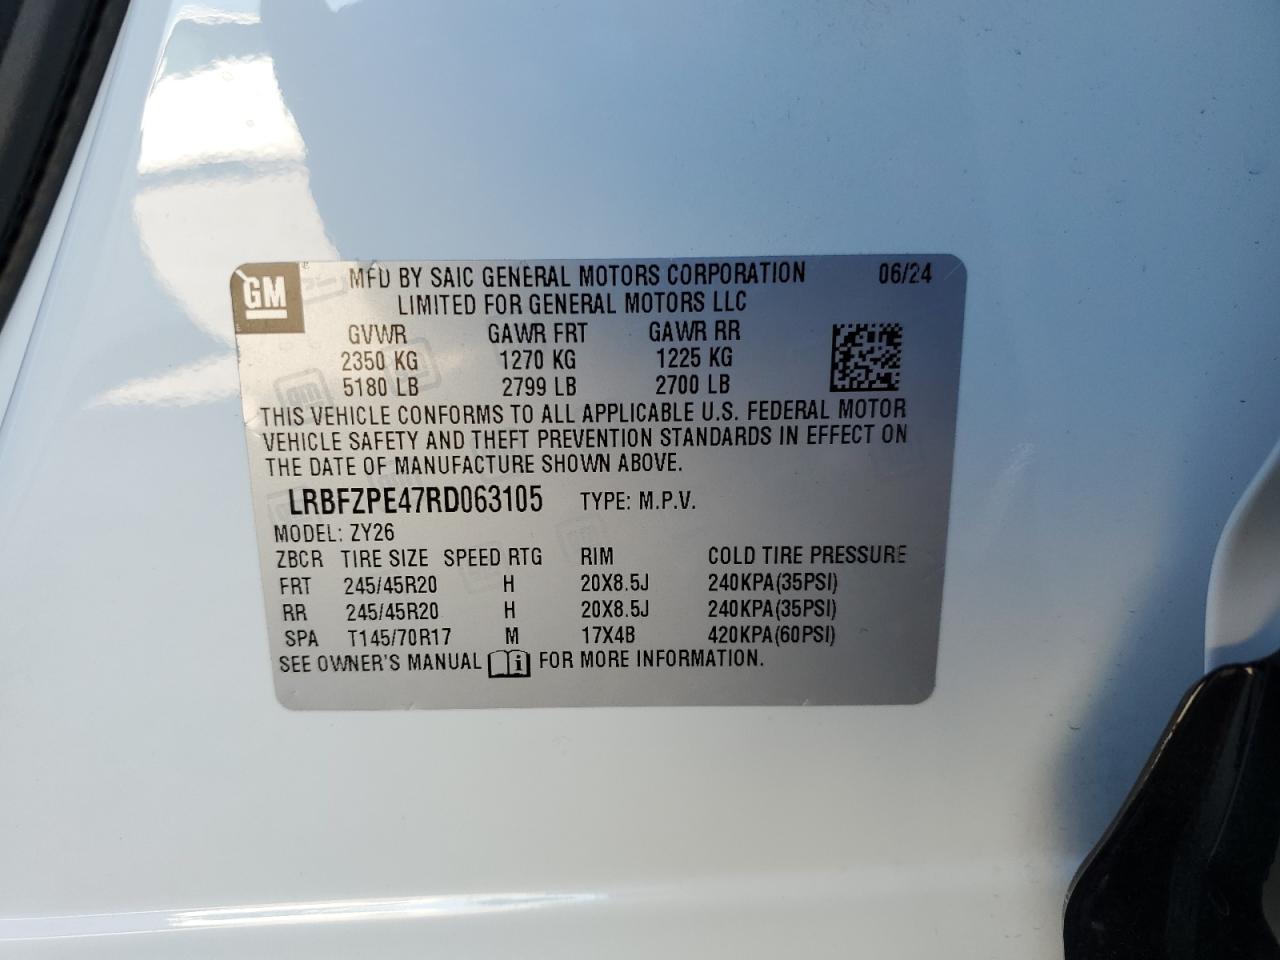 GM
MFD BY SAIC GENERAL MOTORS CORPORATION 06/24
LIMITED FOR GENERAL MOTORS LLC
GVWR GAWR FRT GAWR RR
2350 KG 1270 KG 1225 KG
5180 LB 2799 LB 2700 LB
THIS VEHICLE CONFORMS TO ALL APPLICABLE U.S. FEDERAL MOTOR
VEHICLE SAFETY AND THEFT PREVENTION STANDARDS IN EFFECT ON
THE DATE OF MANUFACTURE SHOWN ABOVE.
LRBFZPE47RD063105 TYPE: M.P.V.
MODEL: ZY26
ZBCR TIRE SIZE SPEED RTG RIM COLD TIRE PRESSURE
FRT 245/45R20 H 20X8.5J 240KPA(35PSI)
RR 245/45R20 H 20X8.5J 240KPA(35PSI)
SPA T145/70R17 M 17X4B 420KPA(60PSI)
SEE OWNER'S MANUAL i FOR MORE INFORMATION.